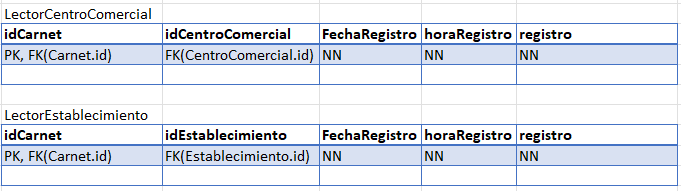 LectorCentroComercial
idCarnet idCentroComercial FechaRegistro horaRegistro registro
PK, FK(Carnet.id) FK(CentroComercial.id) NN NN NN
LectorEstablecimiento
idCarnet idEstablecimiento FechaRegistro horaRegistro registro
PK, FK(Carnet.id) FK(Establecimiento.id) NN NN NN